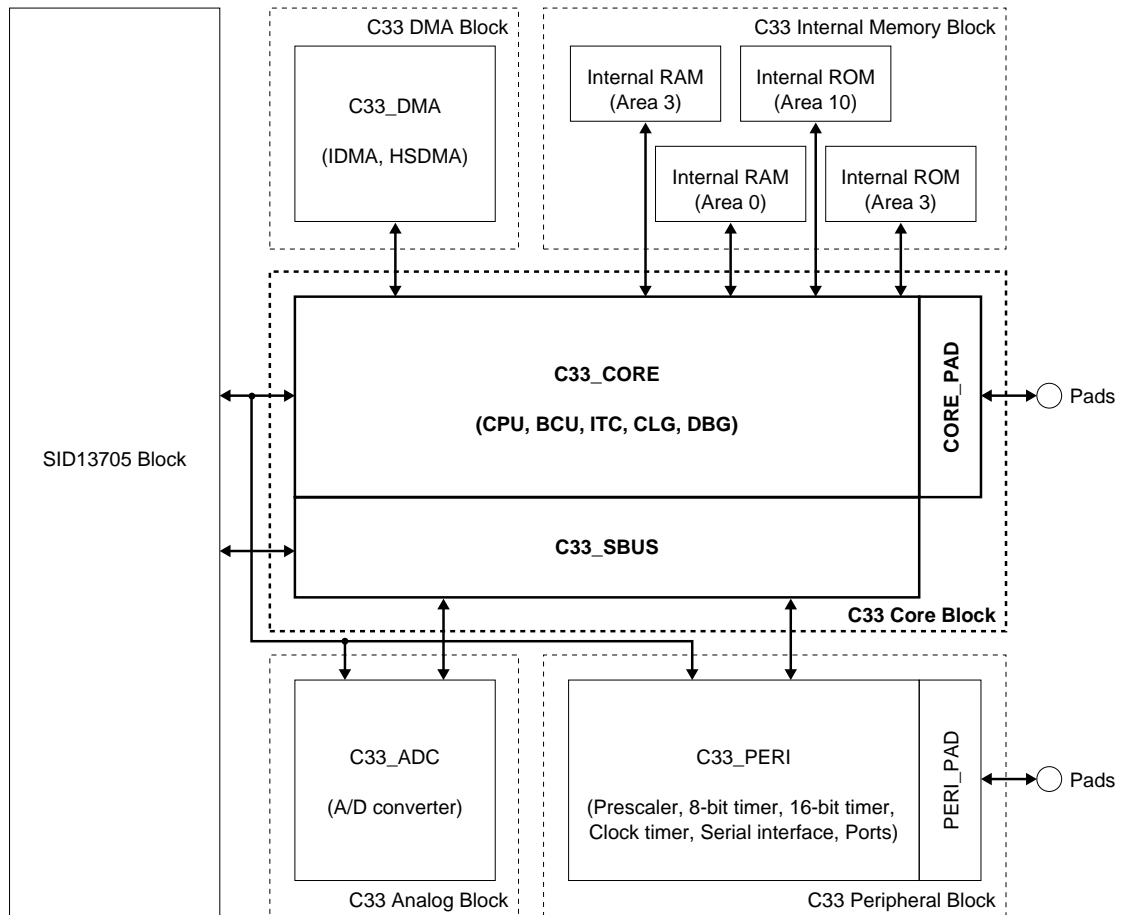 C33 DMA Block
C33 Internal Memory Block
C33_DMA
(IDMA, HSDMA)
Internal RAM
(Area 3)
Internal ROM
(Area 10)
Internal RAM
(Area 0)
Internal ROM
(Area 3)
C33_CORE
(CPU, BCU, ITC, CLG, DBG)
CORE_PAD
Pads
SID13705 Block
C33_SBUS
C33 Core Block
C33_ADC
(A/D converter)
C33_PERI
(Prescaler, 8-bit timer, 16-bit timer,
Clock timer, Serial interface, Ports)
PERI_PAD
Pads
C33 Analog Block
C33 Peripheral Block